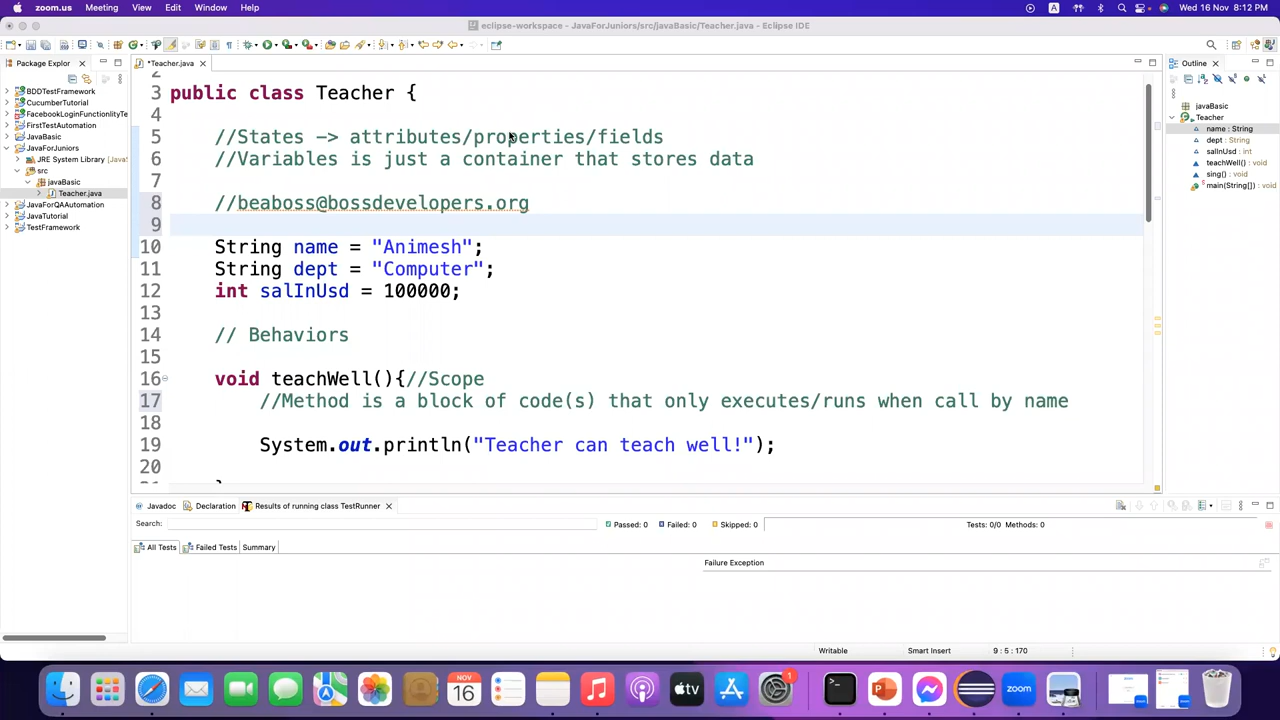 zoom.us Meeting View Edit Window Help
Wed 16 Nov 8:12 PM
eclipse-workspace - JavaForJuniors/src/javaBasic/Teacher.java - Eclipse IDE
Package Explorer
BDDTestFramework
CucumberTutorial
FacebookLoginFunctionlityTe
FirstTestAutomation
JavaBasic
JavaForJuniors
JRE System Library [JavaS
src
javaBasic
Teacher.java
JavaForQAAutomation
JavaTutorial
TestFramework
*Teacher.java
2
3 public class Teacher {
4
5 //States -> attributes/properties/fields
6 //Variables is just a container that stores data
7
8 //beaboss@bossdevelopers.org
9
10 String name = "Animesh";
11 String dept = "Computer";
12 int salInUsd = 100000;
13
14 // Behaviors
15
16 void teachWell(){//Scope
17 //Method is a block of code(s) that only executes/runs when call by name
18
19 System.out.println("Teacher can teach well!");
20
Outline
javaBasic
Teacher
name : String
dept : String
salInUsd : int
teachWell() : void
sing() : void
main(String[]) : void
Javadoc Declaration Results of running class TestRunner
Search: Passed: 0 Failed: 0 Skipped: 0 Tests: 0/0 Methods: 0
All Tests Failed Tests Summary
Failure Exception
Writable Smart Insert 9 : 5 : 170
NOV
16
tv
1
zoom